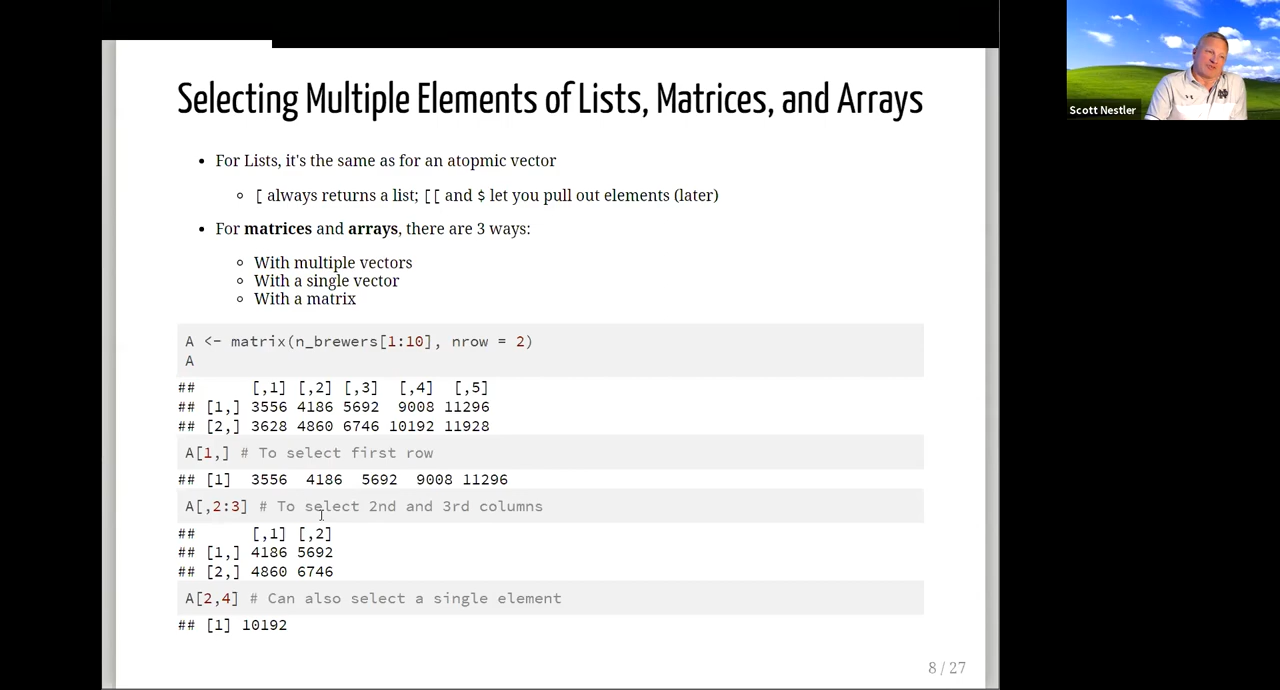 Selecting Multiple Elements of Lists, Matrices, and Arrays
• For Lists, it's the same as for an atopmic vector
◦ [ always returns a list; [[ and $ let you pull out elements (later)
• For matrices and arrays, there are 3 ways:
◦ With multiple vectors
◦ With a single vector
◦ With a matrix
A <- matrix(n_brewers[1:10], nrow = 2)
A
##      [,1] [,2] [,3]  [,4]  [,5]
## [1,] 3556 4186 5692  9008 11296
## [2,] 3628 4860 6746 10192 11928
A[1,] # To select first row
## [1]  3556  4186  5692  9008 11296
A[,2:3] # To select 2nd and 3rd columns
##      [,1] [,2]
## [1,] 4186 5692
## [2,] 4860 6746
A[2,4] # Can also select a single element
## [1] 10192
8 / 27
Scott Nestler